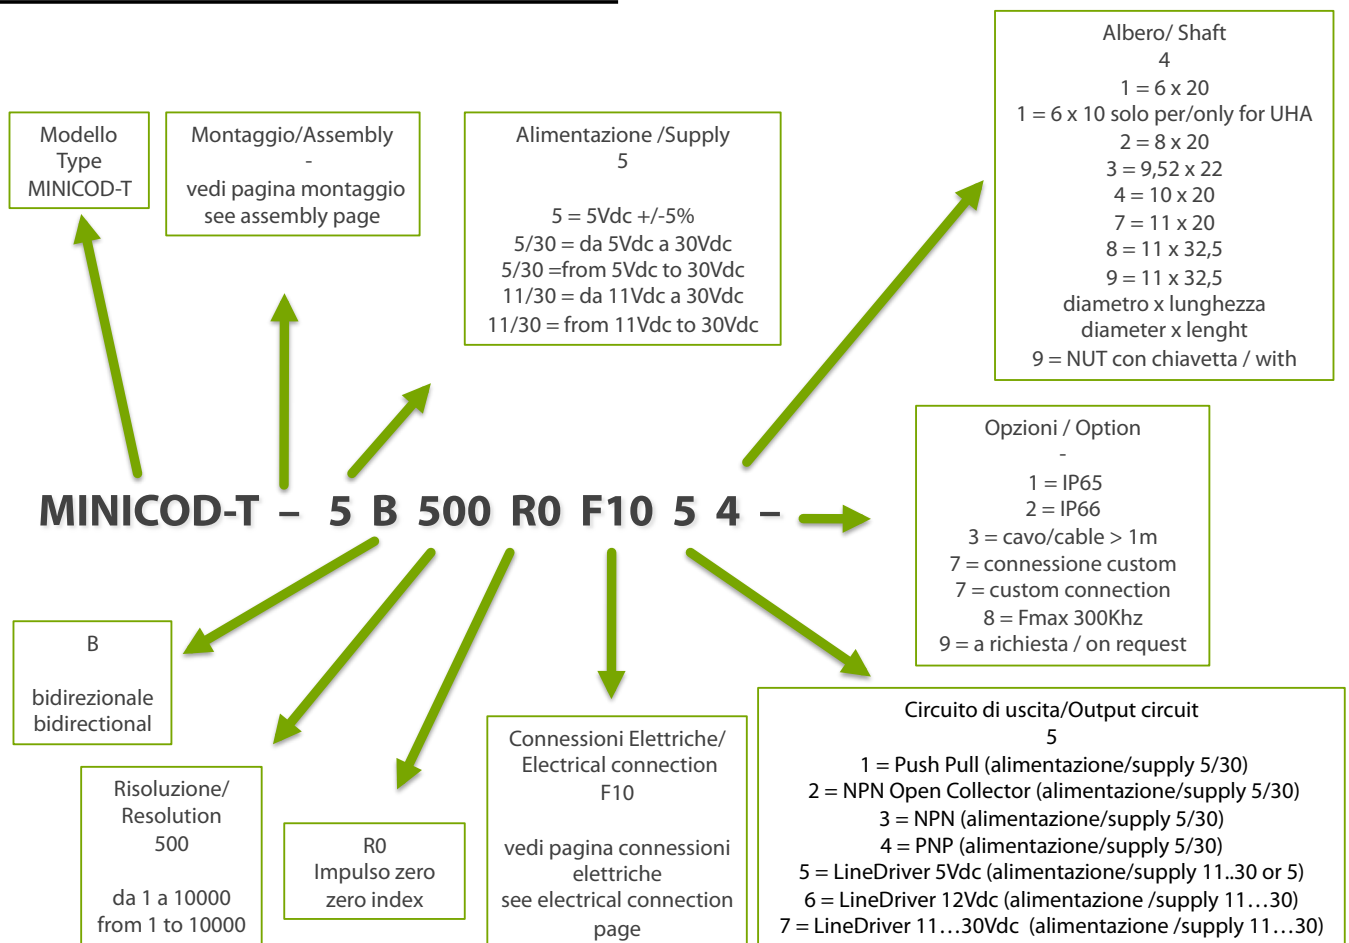 Albero/ Shaft
4
1 = 6 x 20
1 = 6 x 10 solo per/only for UHA
2 = 8 x 20
3 = 9,52 x 22
4 = 10 x 20
7 = 11 x 20
8 = 11 x 32,5
9 = 11 x 32,5
diametro x lunghezza
diameter x lenght
9 = NUT con chiavetta / with
Modello
Type
MINICOD-T
Montaggio/Assembly
-
vedi pagina montaggio
see assembly page
Alimentazione /Supply
5
5 = 5Vdc +/-5%
5/30 = da 5Vdc a 30Vdc
5/30 =from 5Vdc to 30Vdc
11/30 = da 11Vdc a 30Vdc
11/30 = from 11Vdc to 30Vdc
MINICOD-T – 5 B 500 R0 F10 5 4 –
Opzioni / Option
-
1 = IP65
2 = IP66
3 = cavo/cable > 1m
7 = connessione custom
7 = custom connection
8 = Fmax 300Khz
9 = a richiesta / on request
B
bidirezionale
bidirectional
Risoluzione/
Resolution
500
da 1 a 10000
from 1 to 10000
R0
Impulso zero
zero index
Connessioni Elettriche/
Electrical connection
F10
vedi pagina connessioni
elettriche
see electrical connection
page
Circuito di uscita/Output circuit
5
1 = Push Pull (alimentazione/supply 5/30)
2 = NPN Open Collector (alimentazione/supply 5/30)
3 = NPN (alimentazione/supply 5/30)
4 = PNP (alimentazione/supply 5/30)
5 = LineDriver 5Vdc (alimentazione/supply 11..30 or 5)
6 = LineDriver 12Vdc (alimentazione/supply 11…30)
7 = LineDriver 11…30Vdc (alimentazione /supply 11…30)